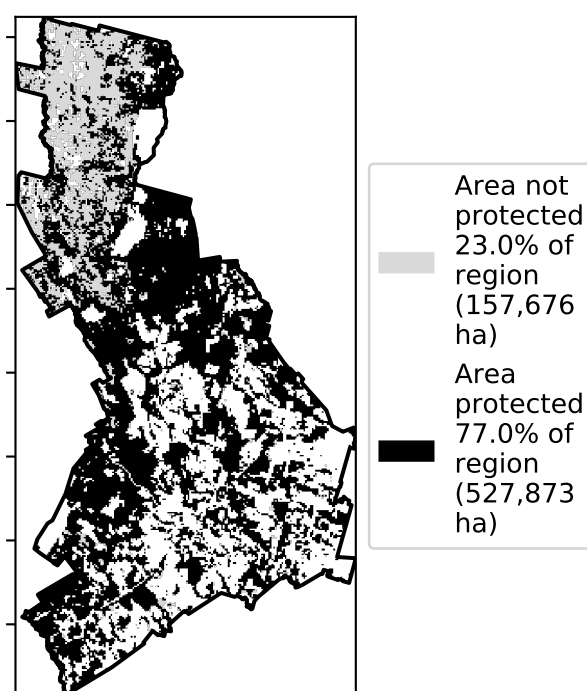 Area not
protected
23.0% of
region
(157,676
ha)
Area
protected
77.0% of
region
(527,873
ha)